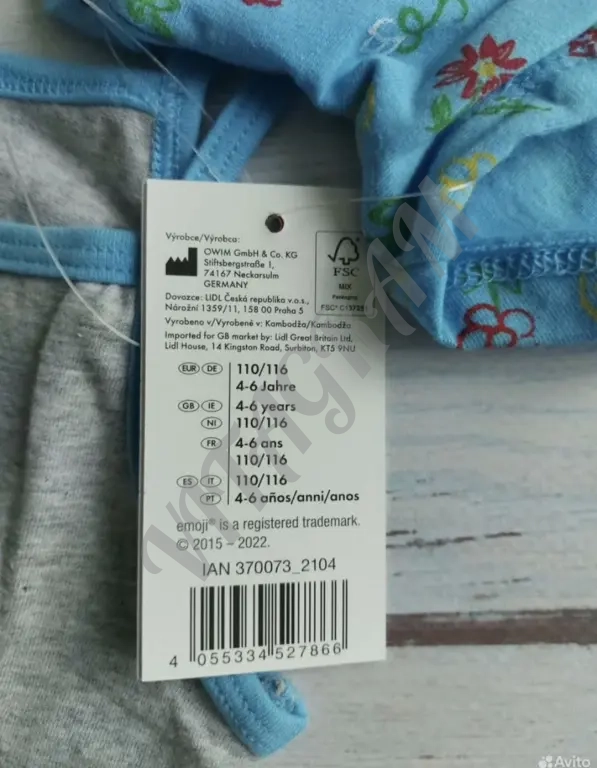 Výrobce/Výrobca:
OWIM GmbH & Co. KG
Stiftsbergstraße 1,
74167 Neckarsulm
GERMANY
FSC
MIX
Packaging
Dovozce: LIDL Česká republika v.o.s.,
Nárožní 1359/11, 158 00 Praha 5
Vyrobeno v/Vyrobené v: Kambodža/Kambodža
Imported for GB market by: Lidl Great Britain Ltd,
Lidl House, 14 Kingston Road, Surbiton, KT5 9NU
EUR DE 110/116
4-6 Jahre
GB IE 4-6 years
NI 110/116
FR 4-6 ans
110/116
ES IT 110/116
PT 4-6 años/anni/anos
emoji® is a registered trademark.
© 2015 – 2022.
IAN 370073_2104
4 055334 527866
VITAGRAM
Avito